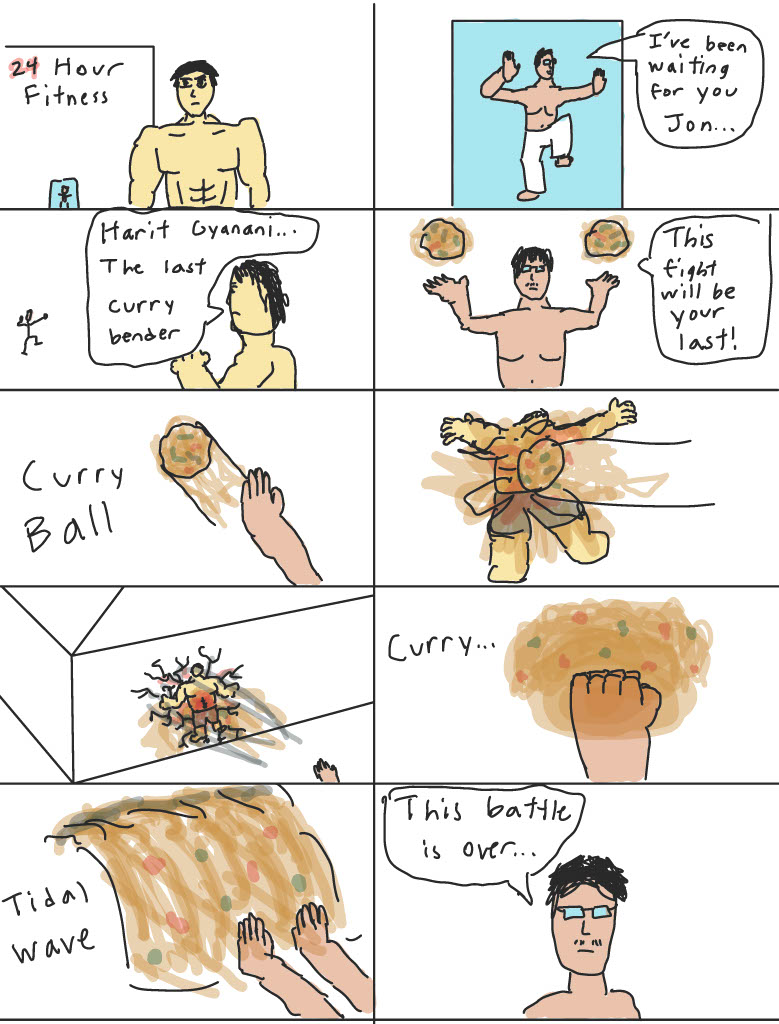 24 Hour
Fitness
I've been
waiting
for you
Jon...
Harit Gyanani...
The last
curry
bender
This
fight
will be
your
last!
Curry
Ball
Curry...
Tidal
wave
This battle
is over...